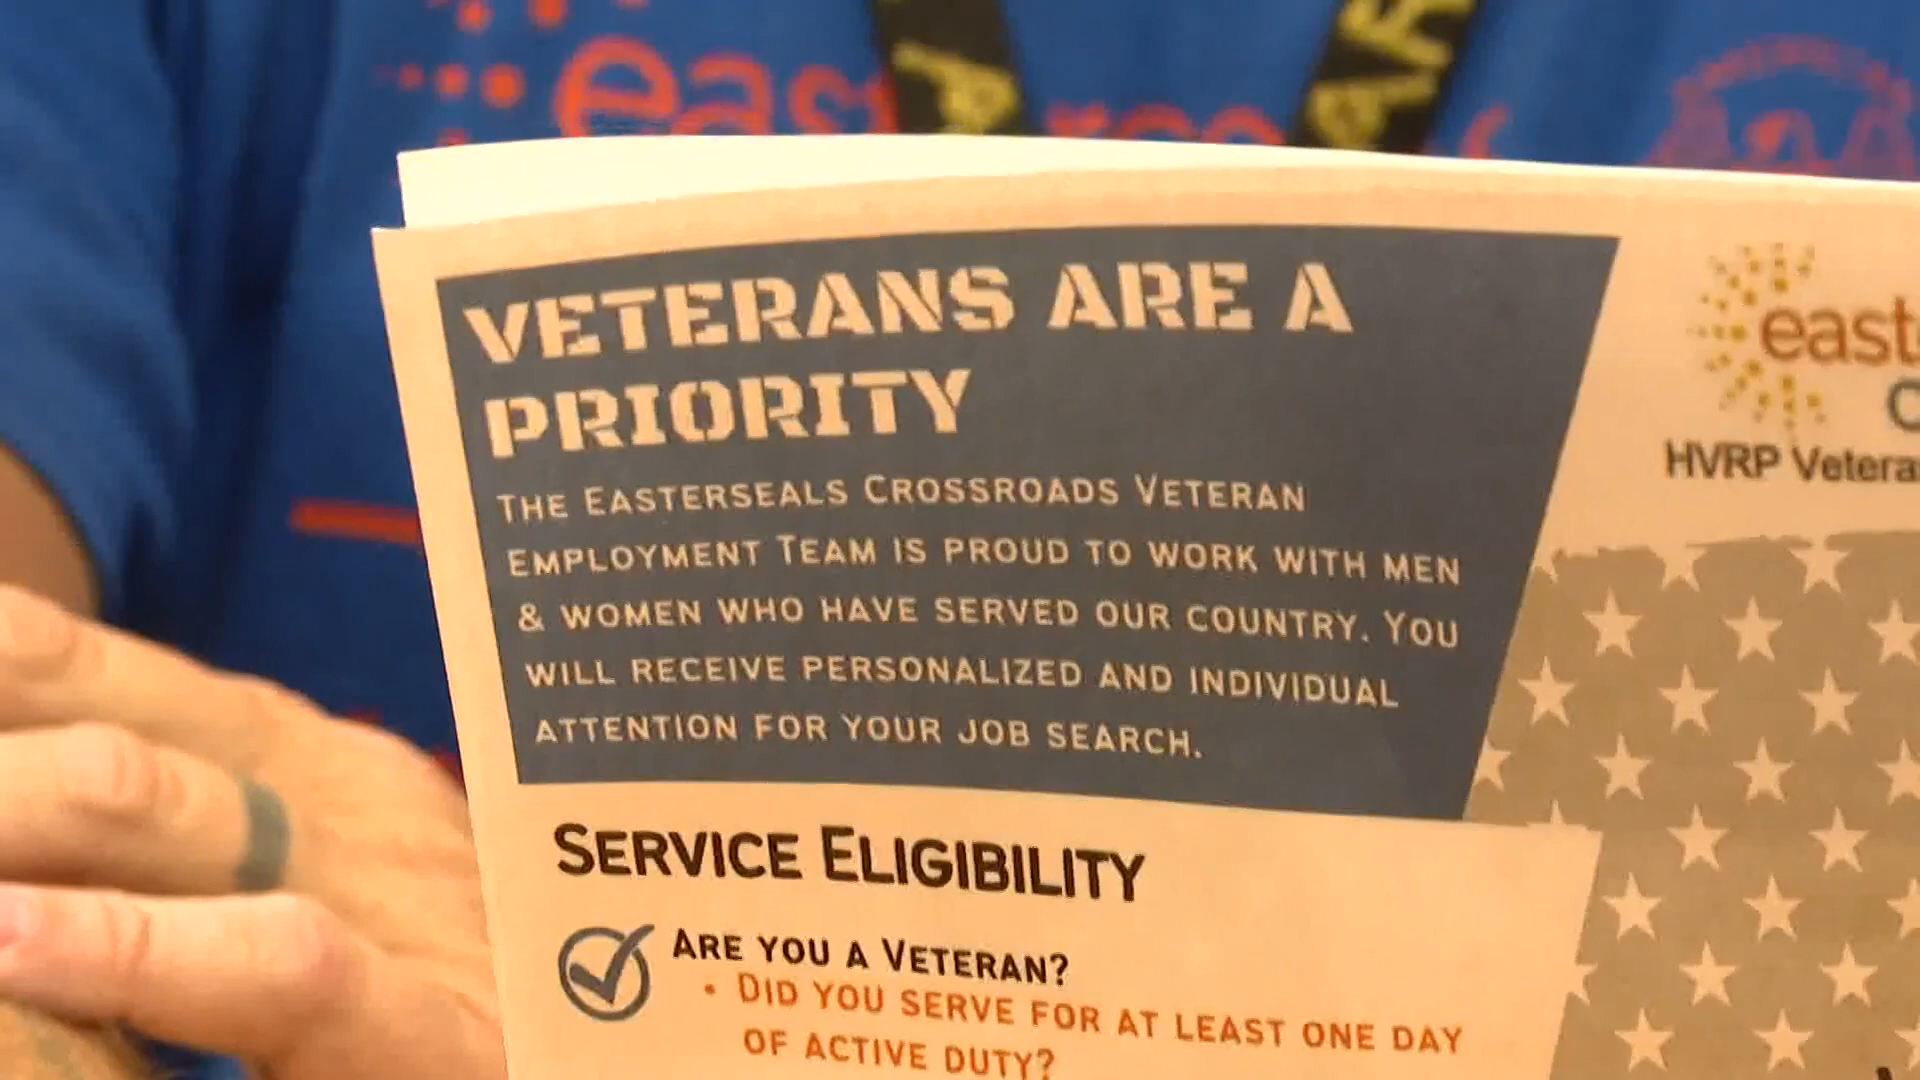 VETERANS ARE A
PRIORITY
THE EASTERSEALS CROSSROADS VETERAN
EMPLOYMENT TEAM IS PROUD TO WORK WITH MEN
& WOMEN WHO HAVE SERVED OUR COUNTRY. YOU
WILL RECEIVE PERSONALIZED AND INDIVIDUAL
ATTENTION FOR YOUR JOB SEARCH.
SERVICE ELIGIBILITY
ARE YOU A VETERAN?
• DID YOU SERVE FOR AT LEAST ONE DAY
OF ACTIVE DUTY?
HVRP